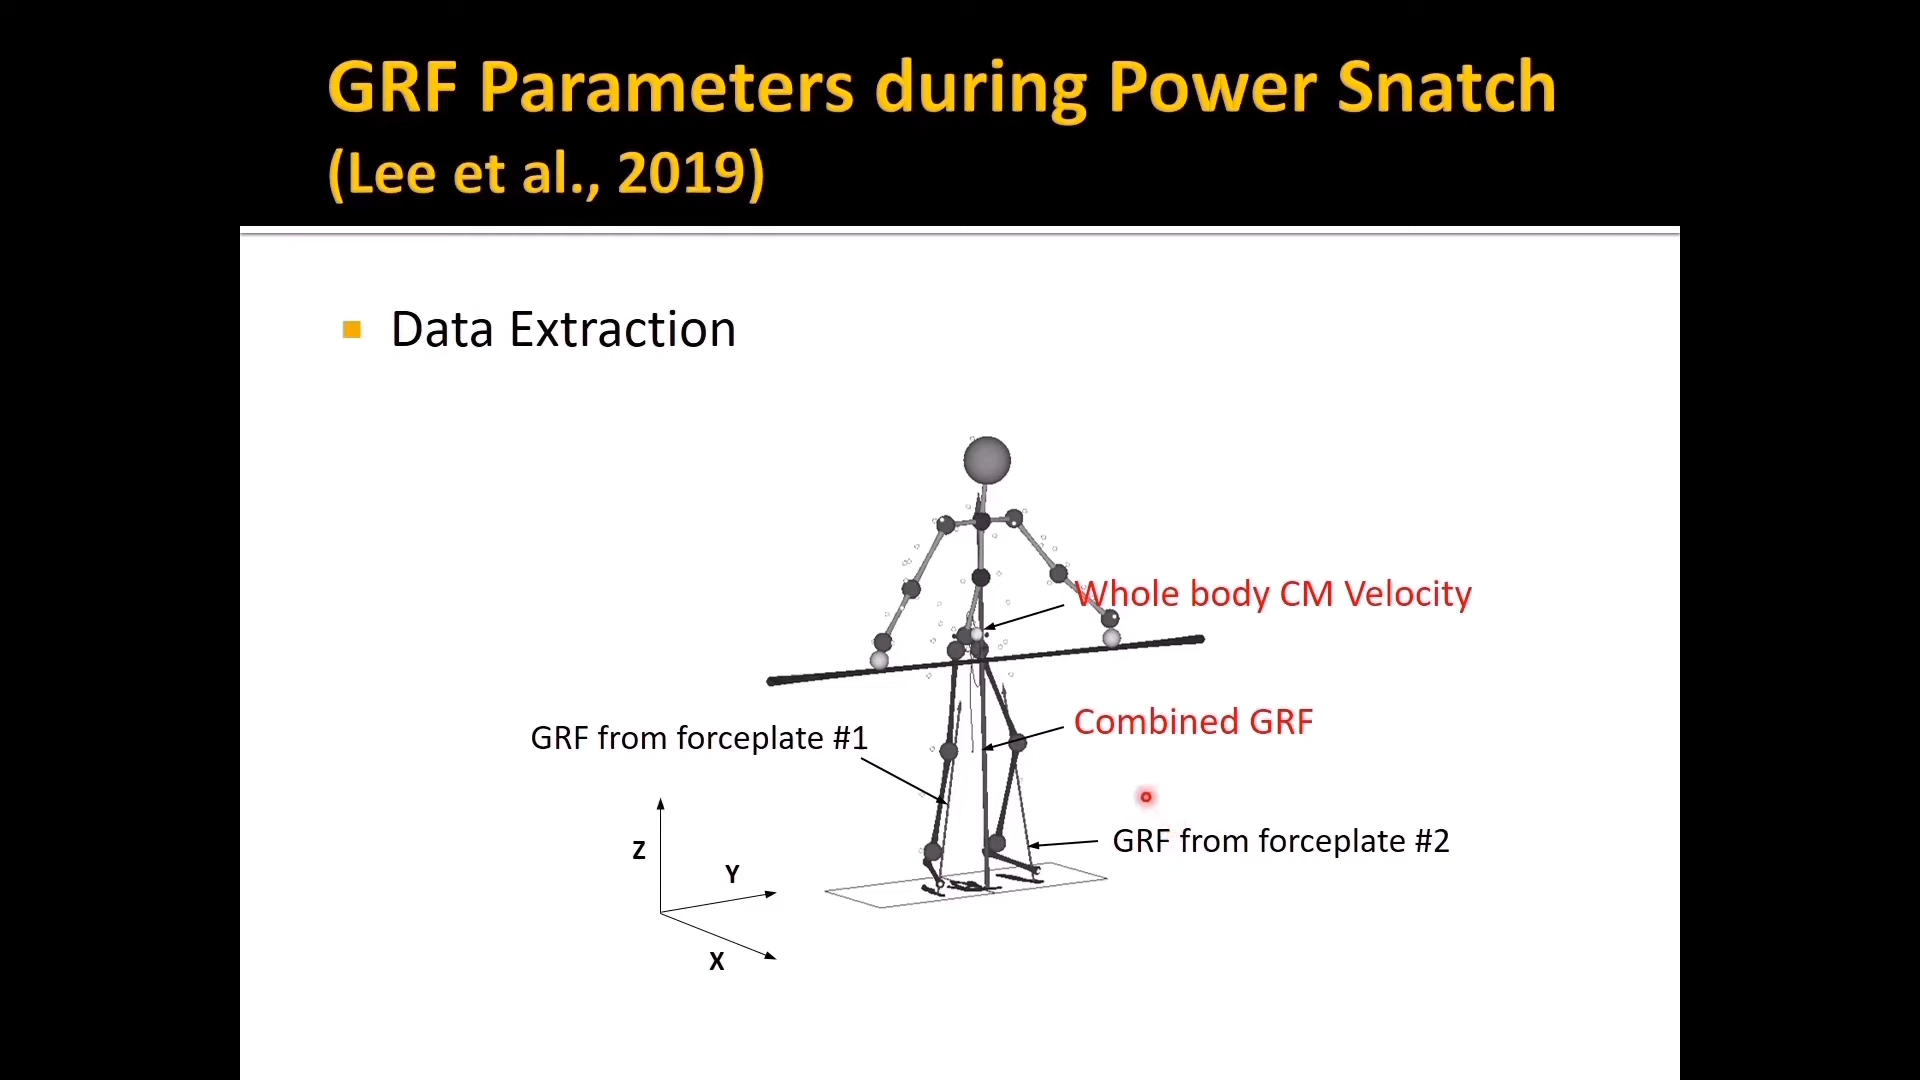 GRF Parameters during Power Snatch
(Lee et al., 2019)
Data Extraction
Whole body CM Velocity
Combined GRF
GRF from forceplate #1
GRF from forceplate #2
Z
Y
X